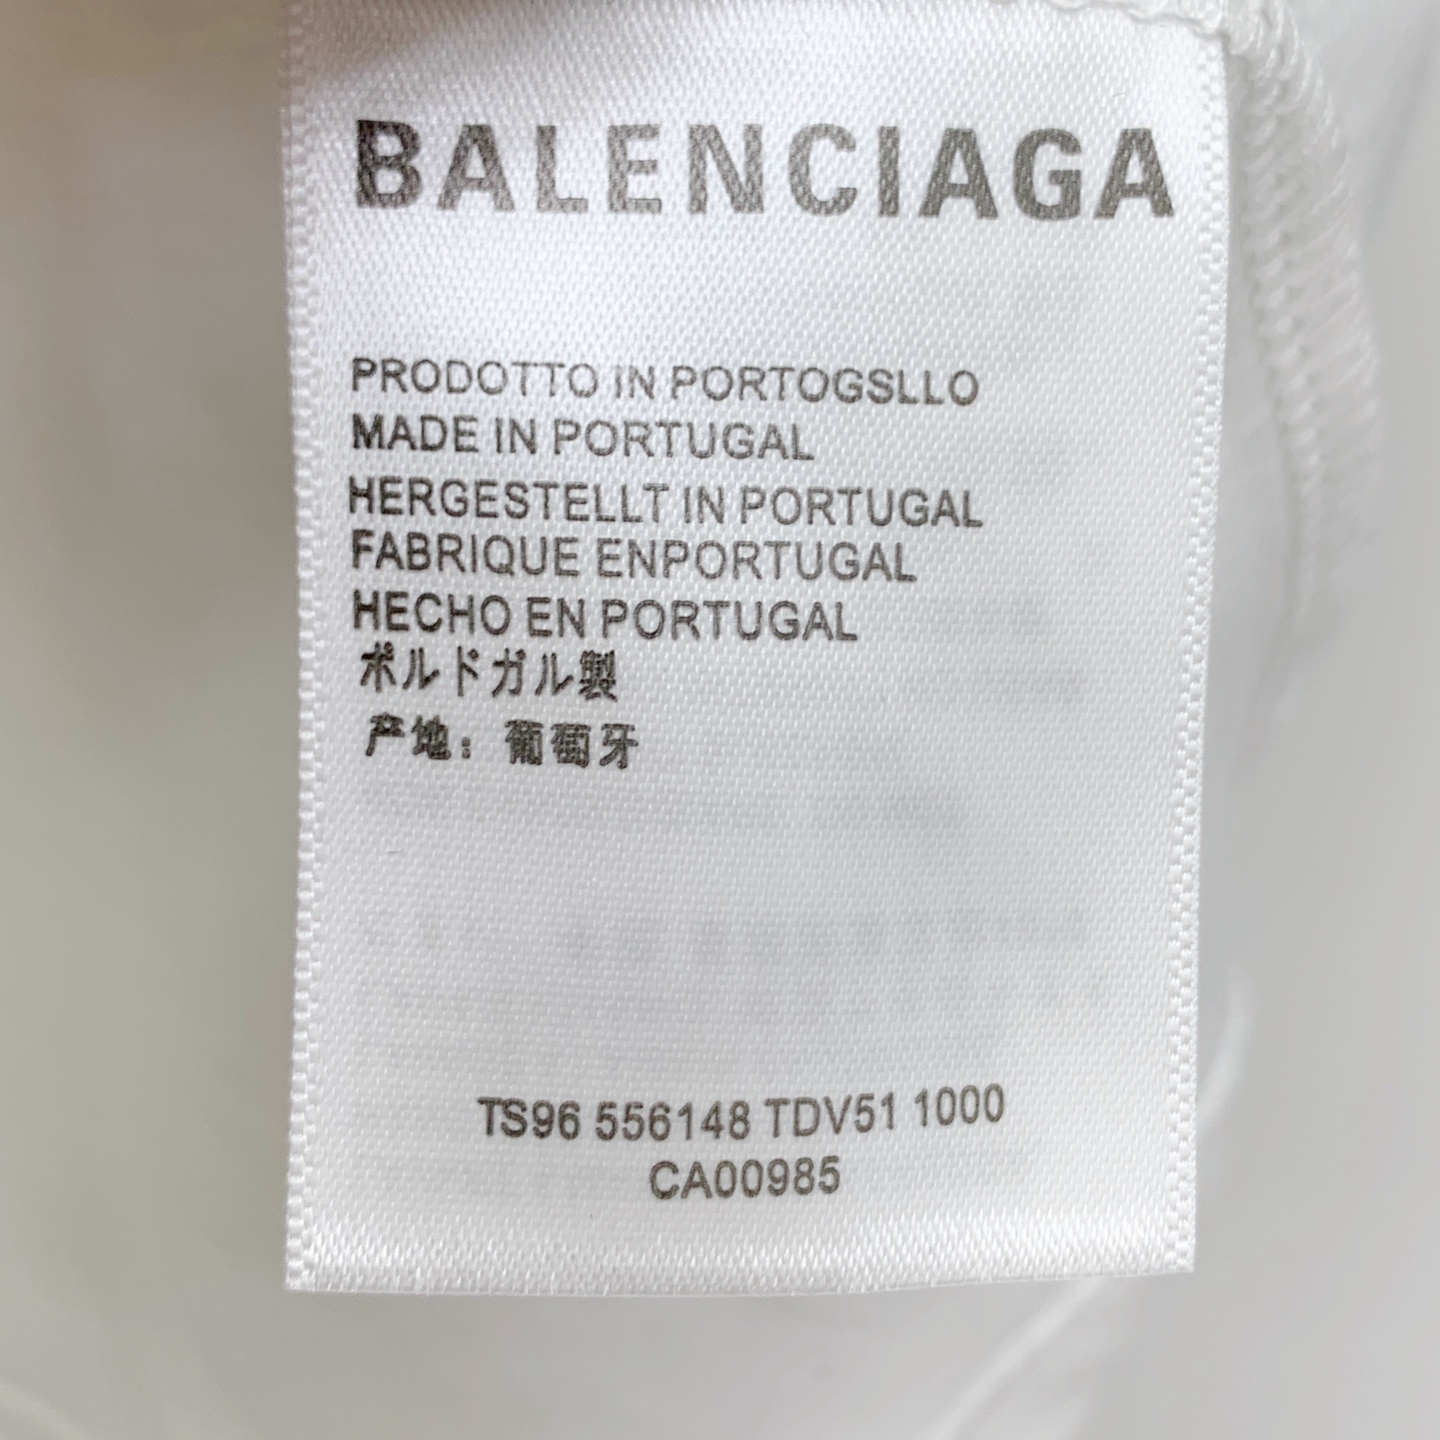 BALENCIAGA
PRODOTTO IN PORTOGSLLO
MADE IN PORTUGAL
HERGESTELLT IN PORTUGAL
FABRIQUE ENPORTUGAL
HECHO EN PORTUGAL
ポルドガル製
产地：葡萄牙
TS96 556148 TDV51 1000
CA00985